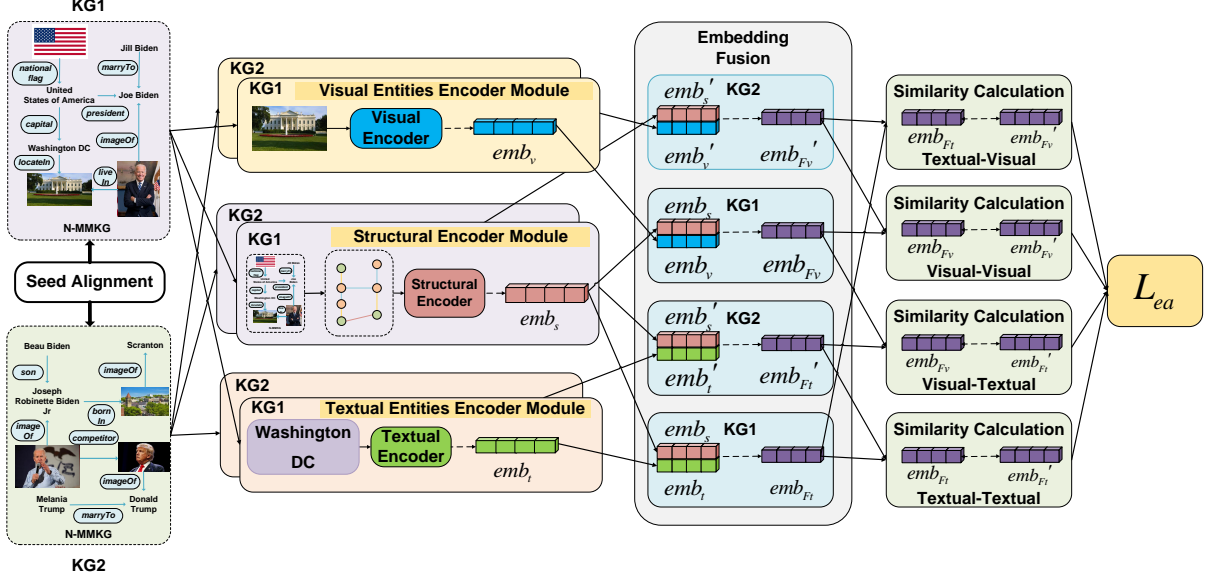 KG1
national
flag
Jill Biden
marryTo
United
States of America
Joe Biden
president
capital
imageOf
Washington DC
locateIn
live
In
N-MMKG
Seed Alignment
Beau Biden
Scranton
son
imageOf
Joseph
Robinette Biden
Jr
born
In
image
Of
competitor
imageOf
Melania
Trump
Donald
Trump
marryTo
N-MMKG
KG2
KG2
KG1
Visual Entities Encoder Module
Visual
Encoder
emb_v
KG2
KG1
Structural Encoder Module
Structural
Encoder
emb_s
KG2
KG1
Textual Entities Encoder Module
Washington
DC
Textual
Encoder
emb_t
Embedding
Fusion
emb_s'
KG2
emb_v'
emb_Fv'
emb_s
KG1
emb_v
emb_Fv
emb_s'
KG2
emb_t'
emb_Ft'
emb_s
KG1
emb_t
emb_Ft
Similarity Calculation
emb_Ft
emb_Fv'
Textual-Visual
Similarity Calculation
emb_Fv
emb_Fv'
Visual-Visual
Similarity Calculation
emb_Fv
emb_Ft'
Visual-Textual
Similarity Calculation
emb_Ft
emb_Ft'
Textual-Textual
L_ea